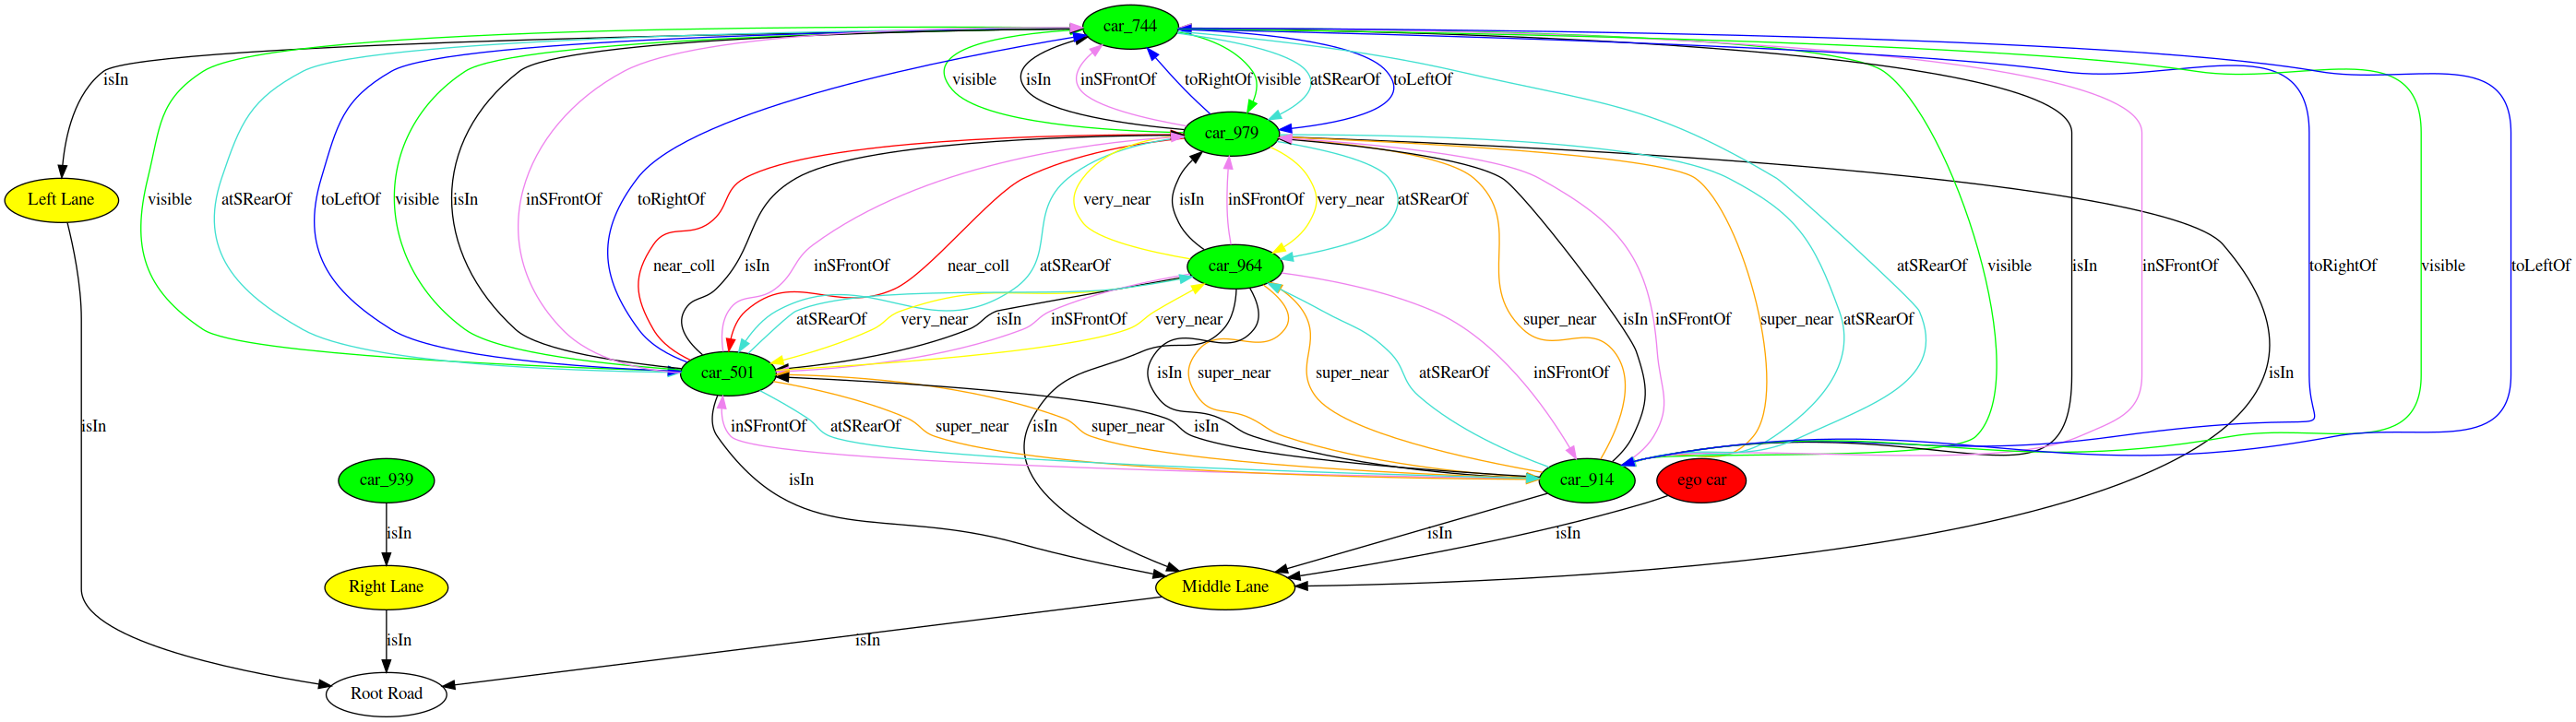 car_744
isIn
visible
isIn
inSFrontOf
toRightOf
visible
atSRearOf
toLeftOf
car_979
Left Lane
visible
atSRearOf
toLeftOf
visible
isIn
inSFrontOf
toRightOf
very_near
isIn
inSFrontOf
very_near
atSRearOf
near_coll
isIn
inSFrontOf
near_coll
atSRearOf
car_964
atSRearOf
visible
isIn
inSFrontOf
toRightOf
visible
toLeftOf
atSRearOf
very_near
isIn
inSFrontOf
very_near
super_near
isIn
inSFrontOf
super_near
atSRearOf
car_501
isIn
super_near
super_near
atSRearOf
inSFrontOf
isIn
isIn
inSFrontOf
atSRearOf
super_near
super_near
isIn
isIn
car_939
isIn
car_914
ego car
isIn
isIn
isIn
Right Lane
Middle Lane
isIn
isIn
Root Road